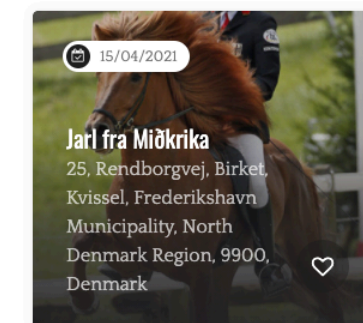 15/04/2021
Jarl fra Miðkrika
25, Rendborgvej, Birket,
Kvissel, Frederikshavn
Municipality, North
Denmark Region, 9900,
Denmark